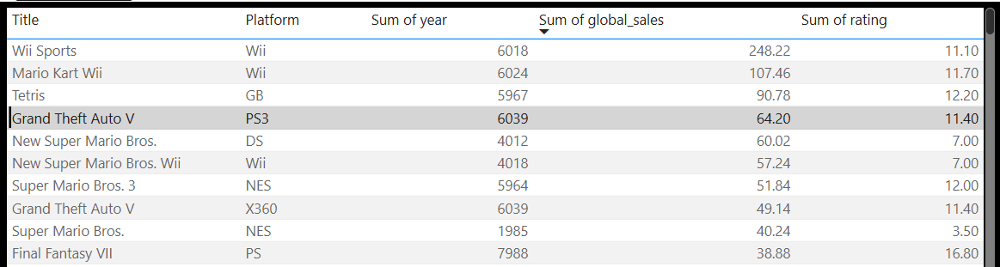 Title Platform Sum of year Sum of global_sales Sum of rating
Wii Sports Wii 6018 248.22 11.10
Mario Kart Wii Wii 6024 107.46 11.70
Tetris GB 5967 90.78 12.20
Grand Theft Auto V PS3 6039 64.20 11.40
New Super Mario Bros. DS 4012 60.02 7.00
New Super Mario Bros. Wii Wii 4018 57.24 7.00
Super Mario Bros. 3 NES 5964 51.84 12.00
Grand Theft Auto V X360 6039 49.14 11.40
Super Mario Bros. NES 1985 40.24 3.50
Final Fantasy VII PS 7988 38.88 16.80